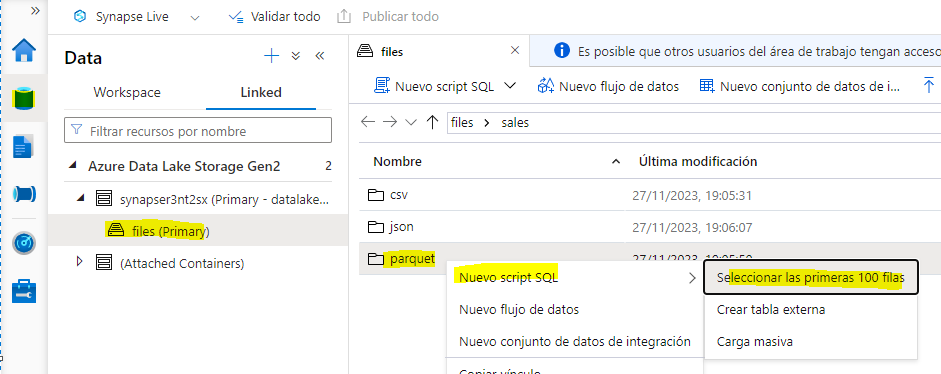 Synapse Live
Validar todo
Publicar todo
Data
Workspace
Linked
Filtrar recursos por nombre
Azure Data Lake Storage Gen2 2
synapser3nt2sx (Primary - datalake...
files (Primary)
(Attached Containers)
files
Es posible que otros usuarios del área de trabajo tengan acceso
Nuevo script SQL
Nuevo flujo de datos
Nuevo conjunto de datos de i...
files > sales
Nombre
Última modificación
csv 27/11/2023, 19:05:31
json 27/11/2023, 19:06:07
parquet 27/11/2023, 19:05:50
Nuevo script SQL
Nuevo flujo de datos
Nuevo conjunto de datos de integración
Copiar vínculo
Seleccionar las primeras 100 filas
Crear tabla externa
Carga masiva